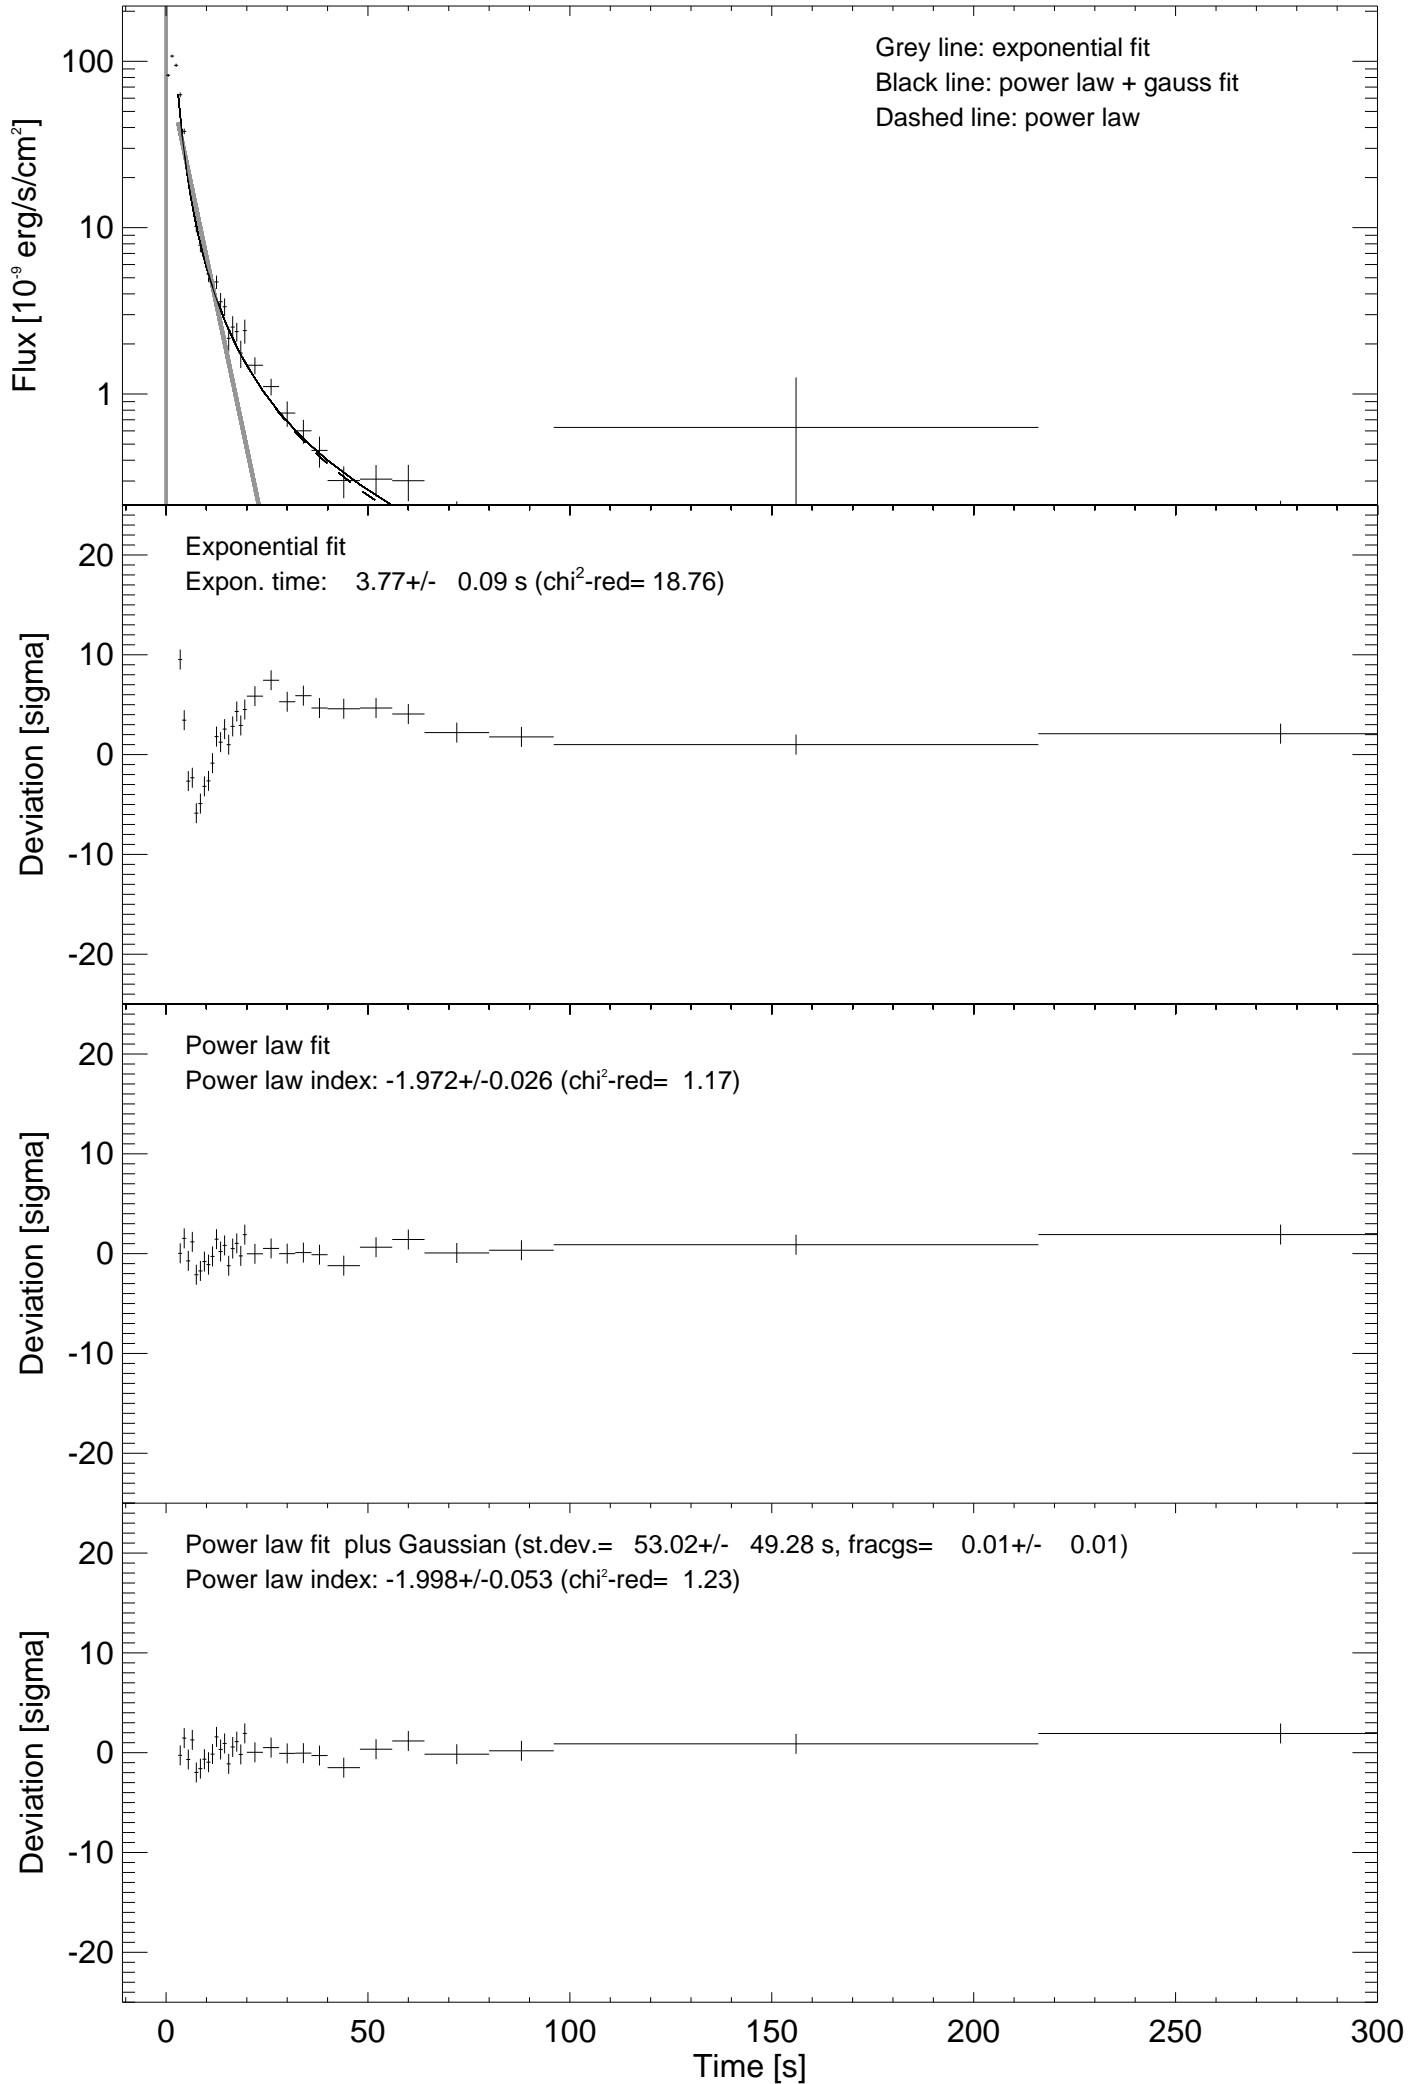 Grey line: exponential fit
Black line: power law + gauss fit
Dashed line: power law
100
10
1
Flux [10⁻⁹ erg/s/cm²]
Exponential fit
Expon. time: 3.77+/- 0.09 s (chi²-red= 18.76)
20
10
0
-10
-20
Deviation [sigma]
Power law fit
Power law index: -1.972+/-0.026 (chi²-red= 1.17)
20
10
0
-10
-20
Deviation [sigma]
Power law fit plus Gaussian (st.dev.= 53.02+/- 49.28 s, fracgs= 0.01+/- 0.01)
Power law index: -1.998+/-0.053 (chi²-red= 1.23)
20
10
0
-10
-20
Deviation [sigma]
0 50 100 150 200 250 300
Time [s]